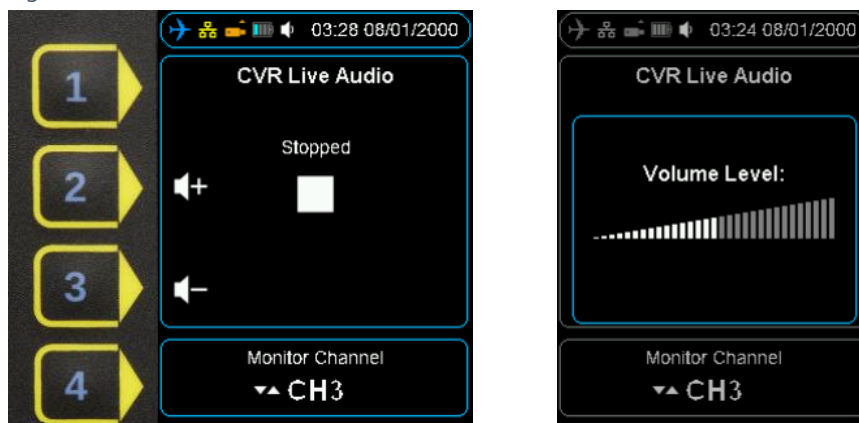 1
2
3
4
03:28 08/01/2000
CVR Live Audio
Stopped
+
−
Monitor Channel
CH3
03:24 08/01/2000
CVR Live Audio
Volume Level:
Monitor Channel
CH3